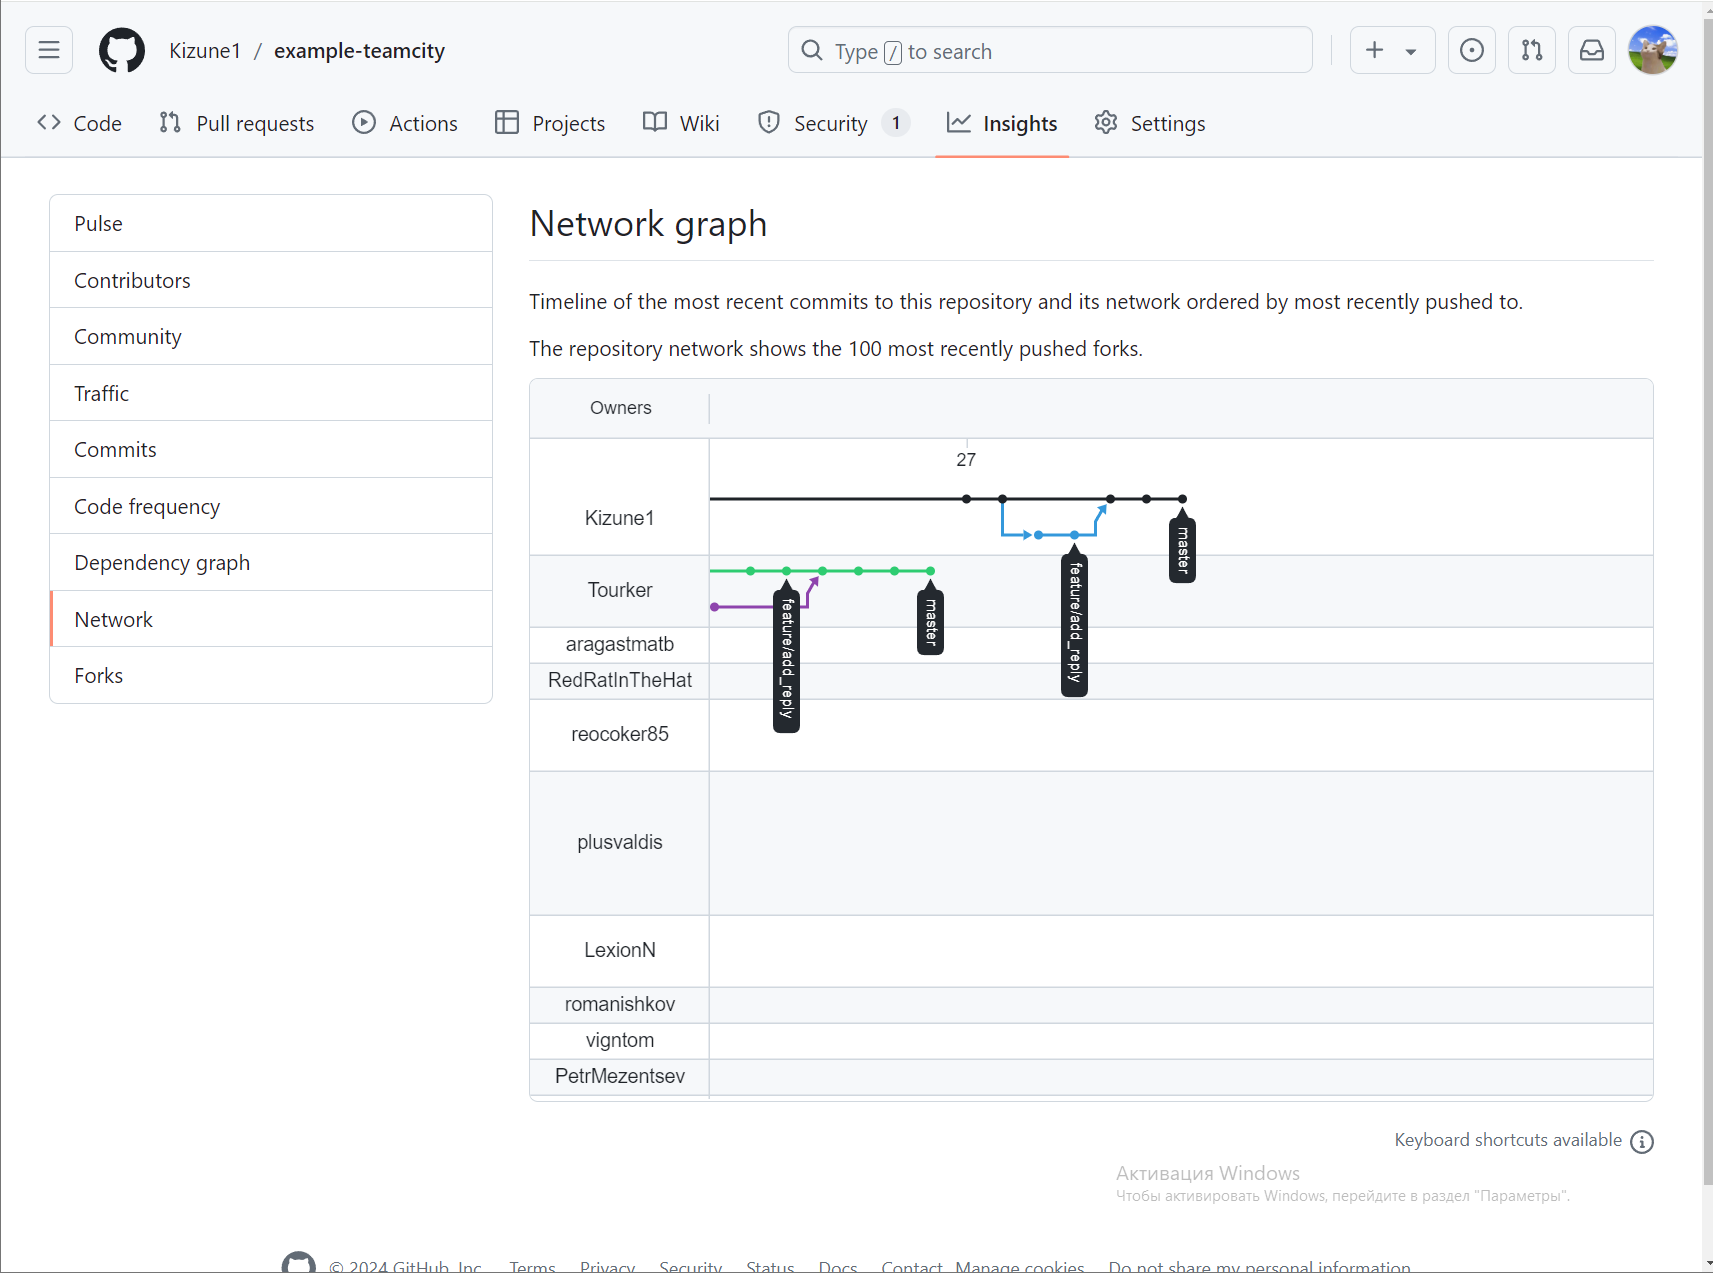 Kizune1 / example-teamcity
Type / to search
Code
Pull requests
Actions
Projects
Wiki
Security 1
Insights
Settings
Pulse
Contributors
Community
Traffic
Commits
Code frequency
Dependency graph
Network
Forks
Network graph
Timeline of the most recent commits to this repository and its network ordered by most recently pushed to.
The repository network shows the 100 most recently pushed forks.
Owners
27
Kizune1
master
feature/add_reply
Tourker
feature/add_reply
master
aragastmatb
RedRatInTheHat
reocoker85
plusvaldis
LexionN
romanishkov
vigntom
PetrMezentsev
Keyboard shortcuts available
Активация Windows
Чтобы активировать Windows, перейдите в раздел "Параметры".
© 2024 GitHub, Inc. Terms Privacy Security Status Docs Contact Manage cookies Do not share my personal information